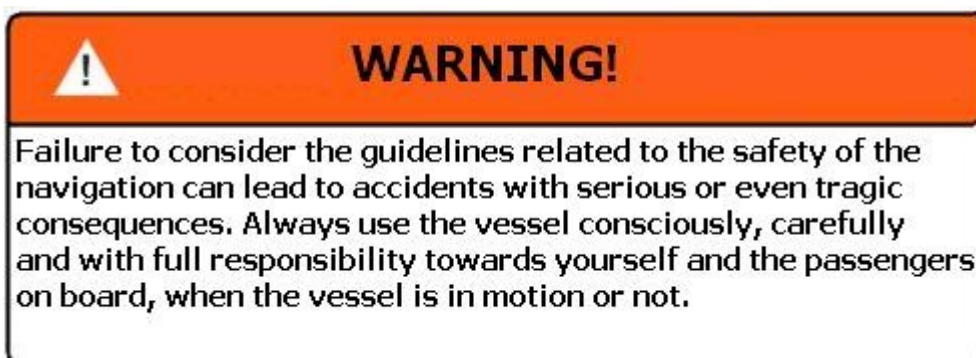 WARNING!
Failure to consider the guidelines related to the safety of the
navigation can lead to accidents with serious or even tragic
consequences. Always use the vessel consciously, carefully
and with full responsibility towards yourself and the passengers
on board, when the vessel is in motion or not.